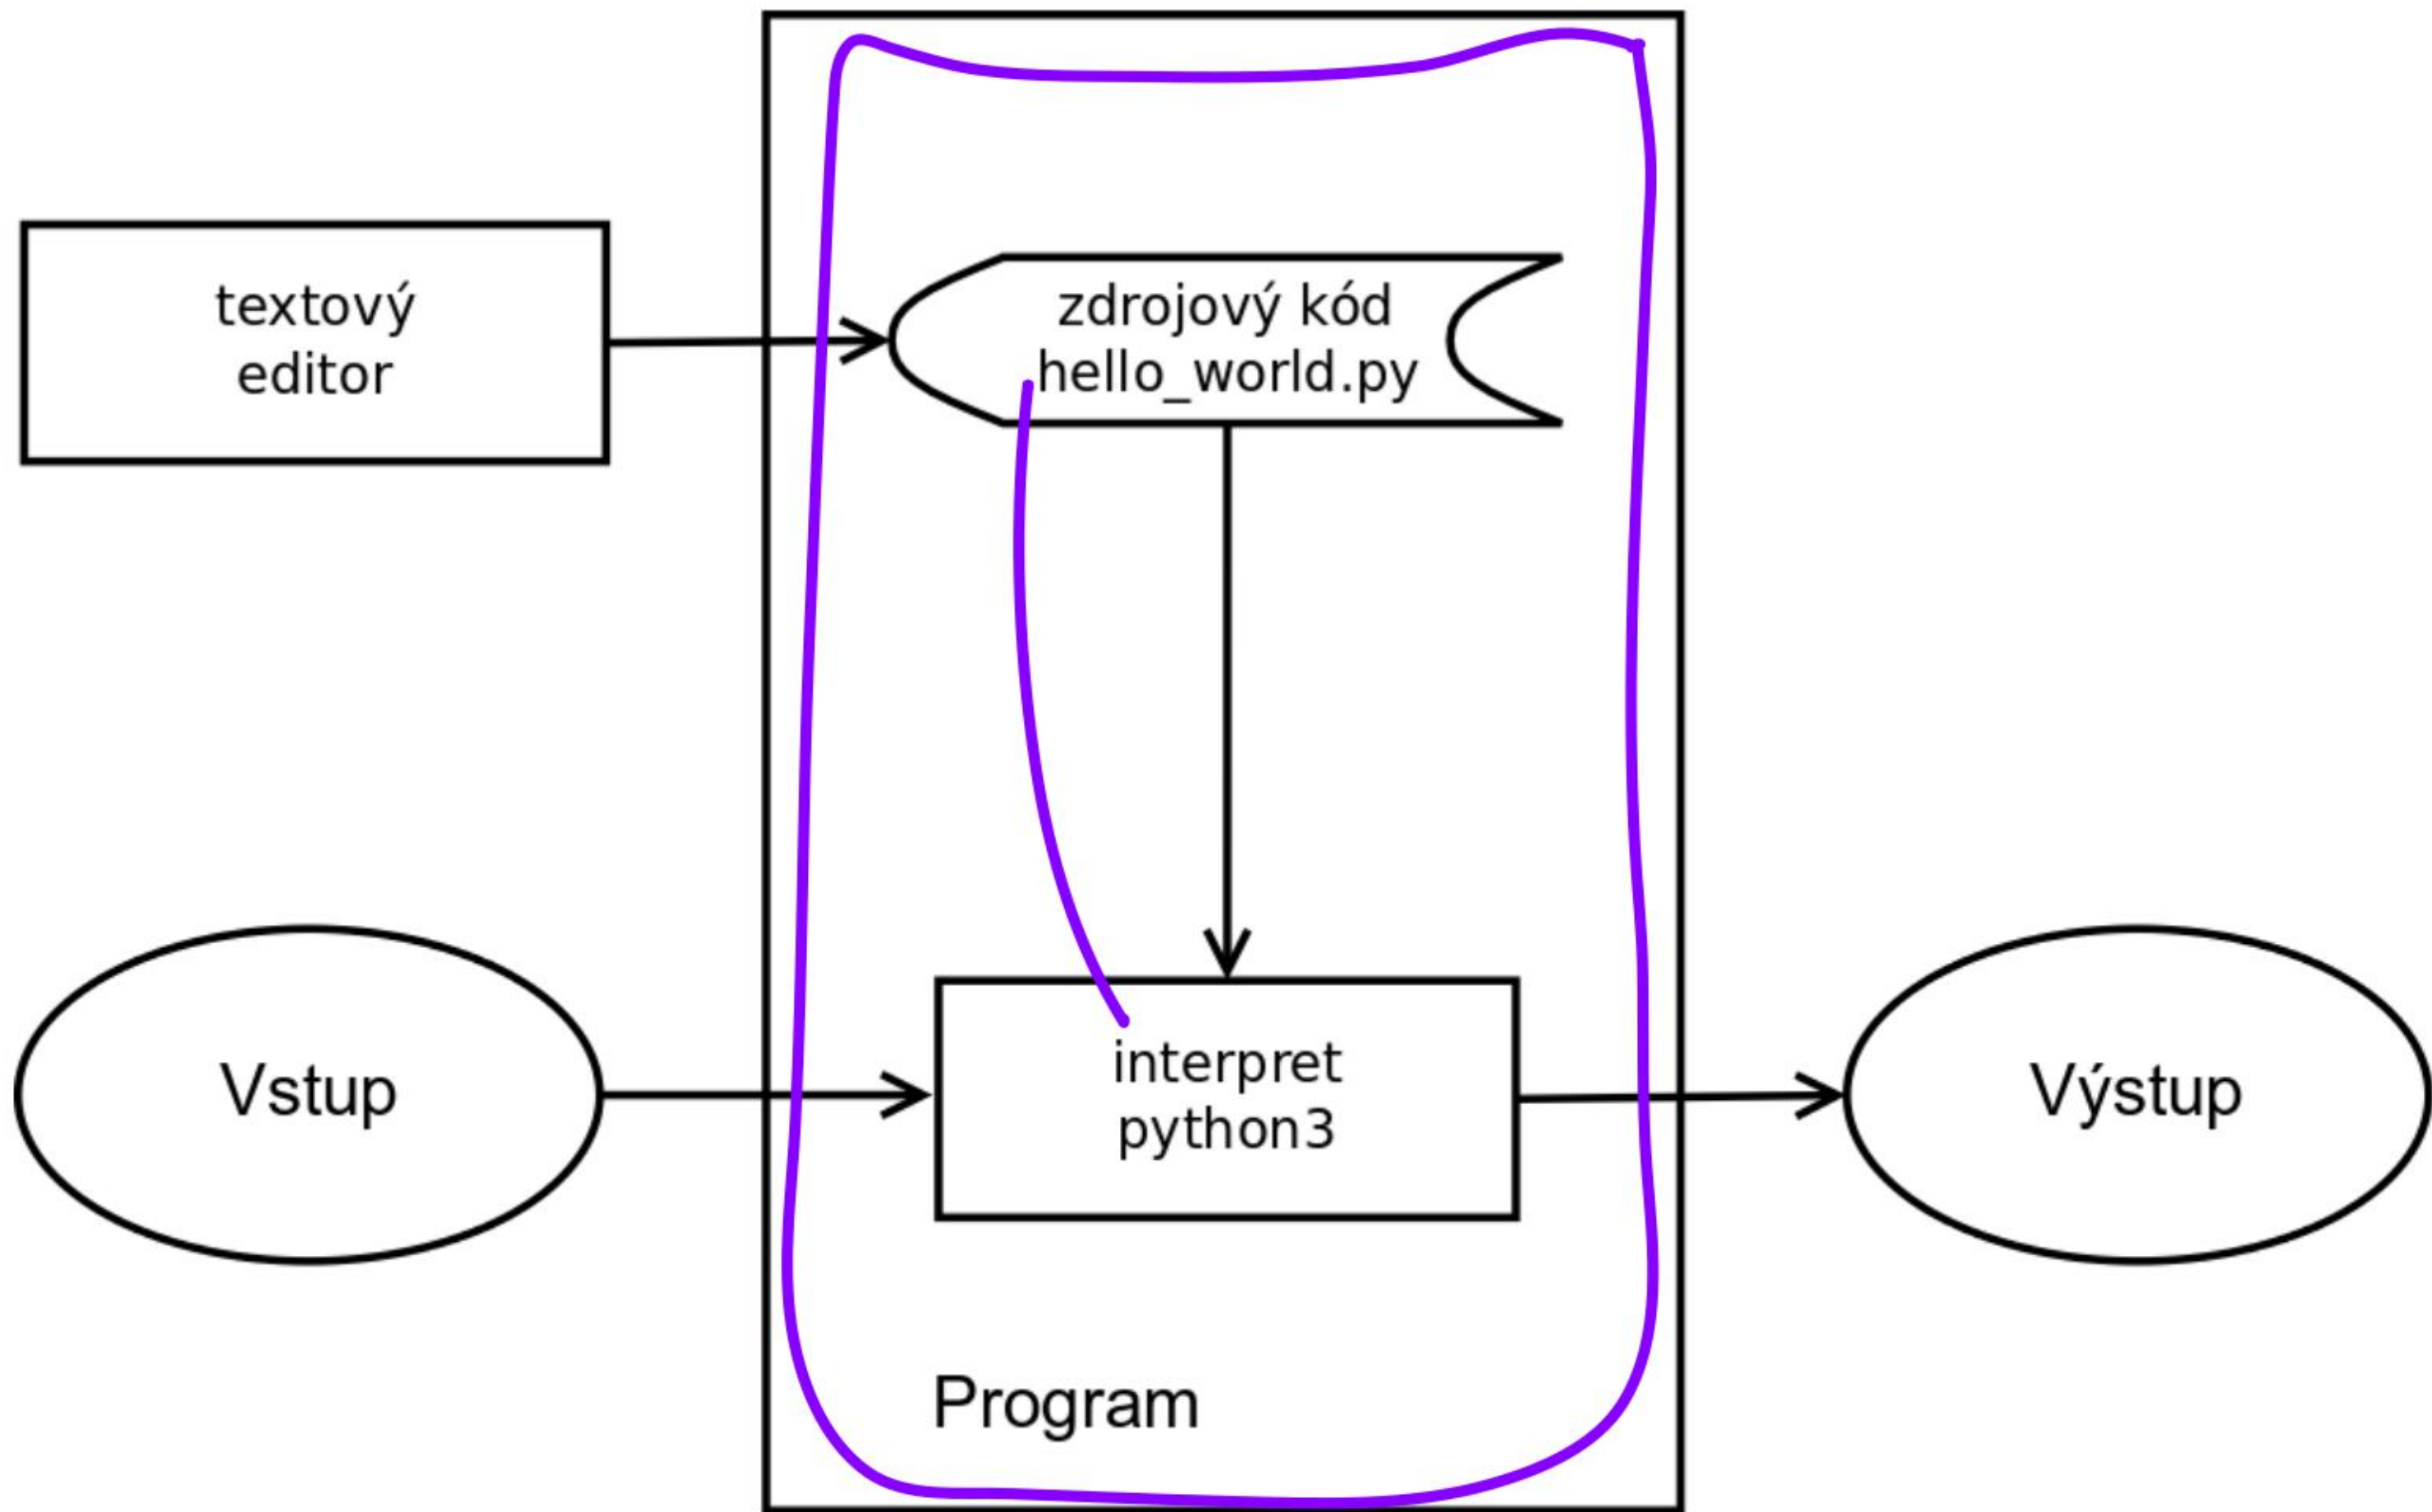 textový
editor
zdrojový kód
hello_world.py
Vstup
interpret
python3
Výstup
Program